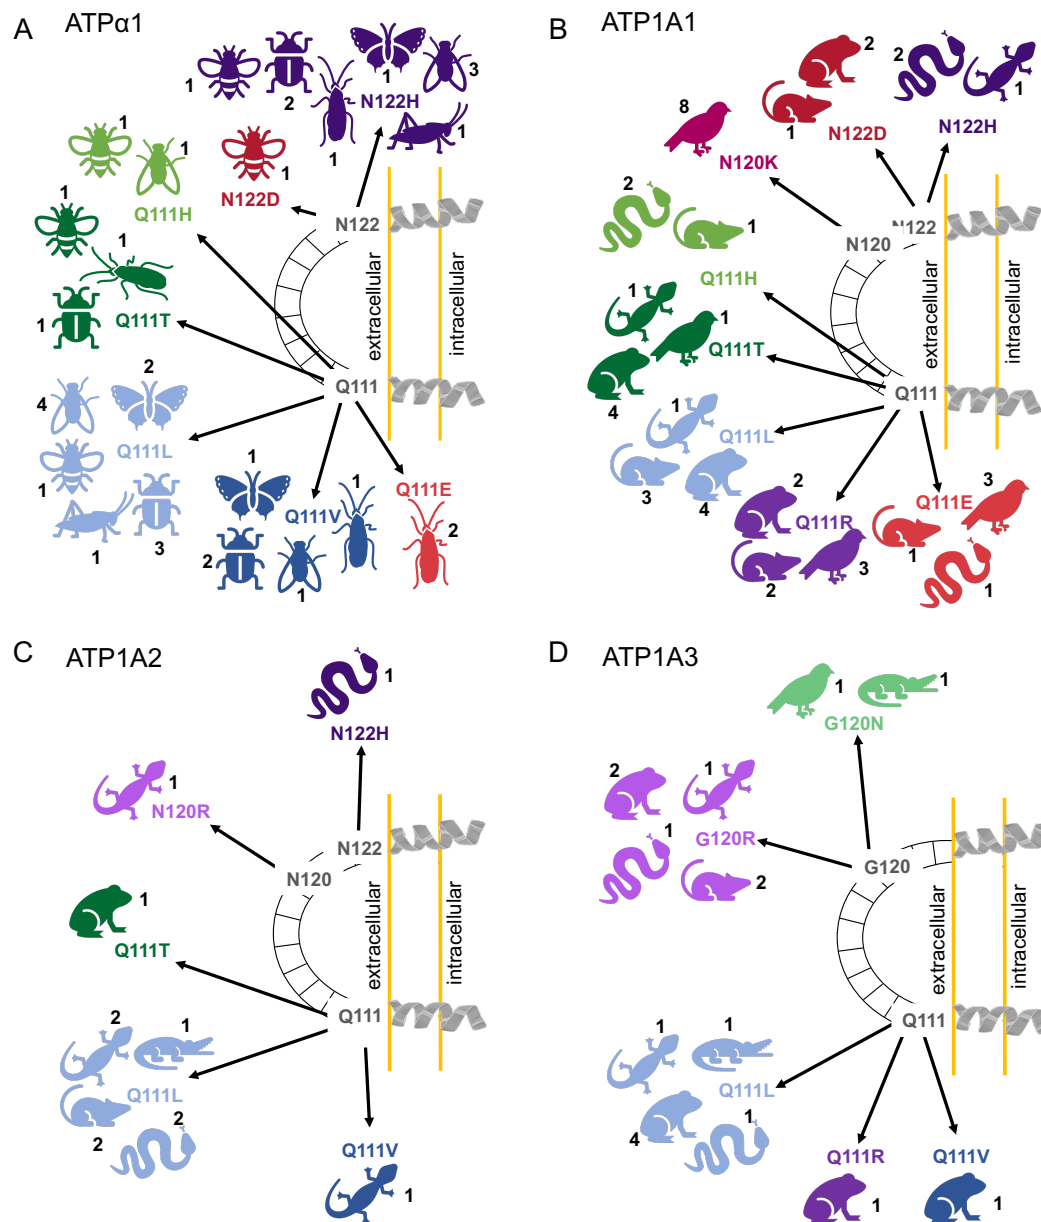 A ATPα1
1
2
1
3
N122H
1
1
1
1
Q111H
1
N122D
1
1
1
Q111T
N122
extracellular
intracellular
Q111
2
4
Q111L
1
1
3
1
1
Q111V
2
1
Q111E
2
B ATP1A1
8
N120K
2
1
N122D
2
1
N122H
2
1
Q111H
N122
N120
extracellular
intracellular
1
1
Q111T
4
Q111
1
Q111L
3
4
2
Q111R
2
3
Q111E
3
1
1
C ATP1A2
1
N122H
1
N120R
N122
N120
extracellular
intracellular
1
Q111T
Q111
2
1
Q111L
2
2
Q111V
1
D ATP1A3
1
1
G120N
2
1
1
G120R
2
G120
extracellular
intracellular
Q111
1
1
Q111L
4
1
Q111R
1
Q111V
1